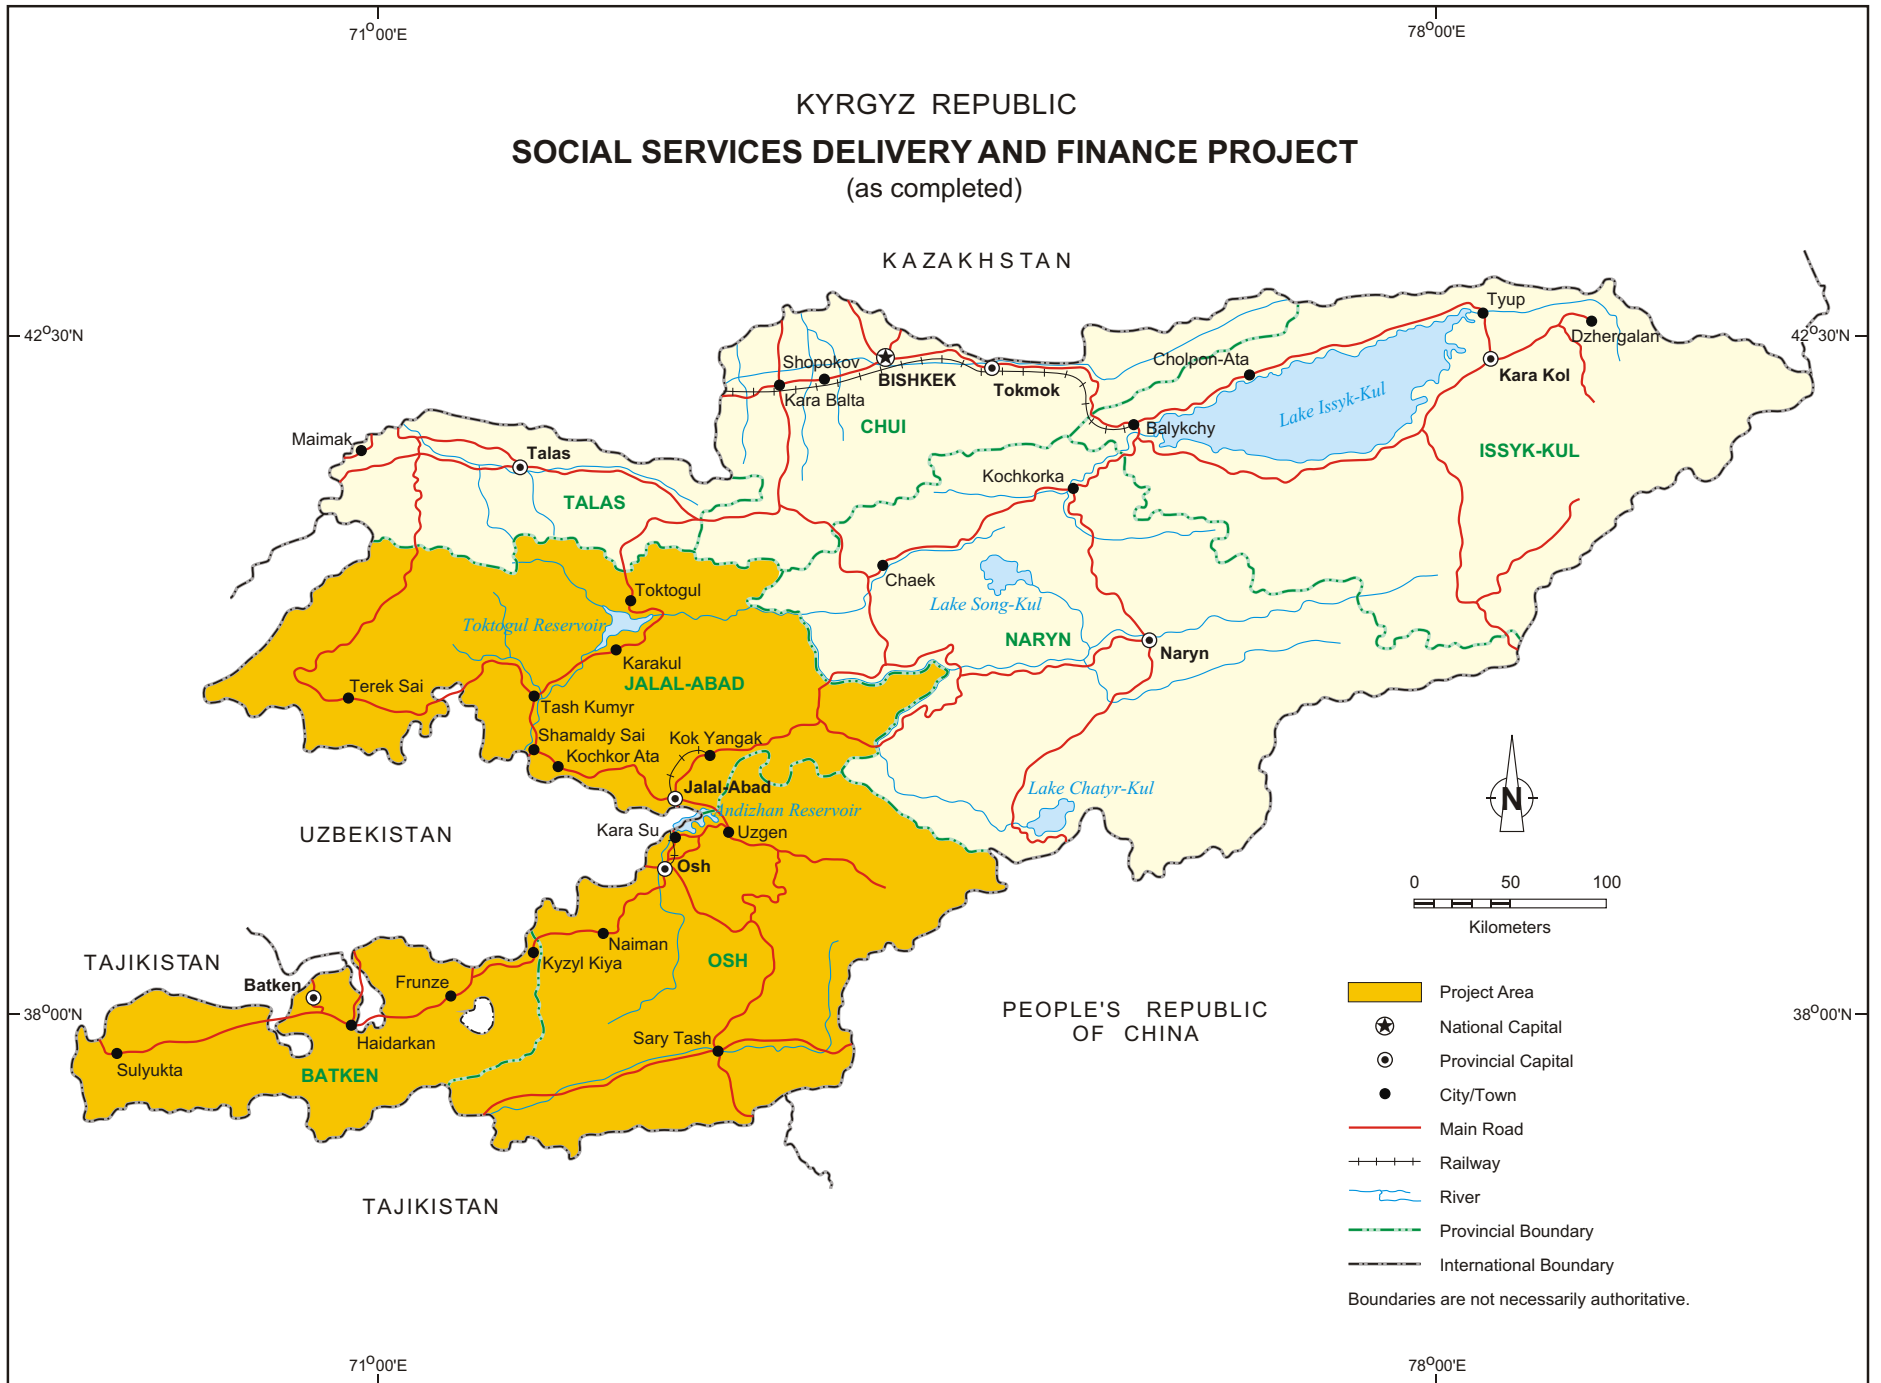 71°00'E
78°00'E
KYRGYZ REPUBLIC
SOCIAL SERVICES DELIVERY AND FINANCE PROJECT
(as completed)
KAZAKHSTAN
42°30'N
42°30'N
Tyup
Dzhergalan
Shopokov
BISHKEK
Cholpon-Ata
Kara Kol
Tokmok
Kara Balta
Lake Issyk-Kul
CHUI
Balykchy
Maimak
Talas
ISSYK-KUL
Kochkorka
TALAS
Chaek
Toktogul
Lake Song-Kul
Toktogul Reservoir
NARYN
Naryn
Karakul
JALAL-ABAD
Terek Sai
Tash Kumyr
Shamaldy Sai
Kok Yangak
Kochkor Ata
Jalal-Abad
Lake Chatyr-Kul
Andizhan Reservoir
N
UZBEKISTAN
Kara Su
Uzgen
Osh
0 50 100
Kilometers
Naiman
TAJIKISTAN
Kyzyl Kiya
OSH
Batken
Frunze
Project Area
PEOPLE'S REPUBLIC
OF CHINA
38°00'N
38°00'N
National Capital
Haidarkan
Sary Tash
Provincial Capital
Sulyukta
BATKEN
City/Town
Main Road
Railway
River
TAJIKISTAN
Provincial Boundary
International Boundary
Boundaries are not necessarily authoritative.
71°00'E
78°00'E